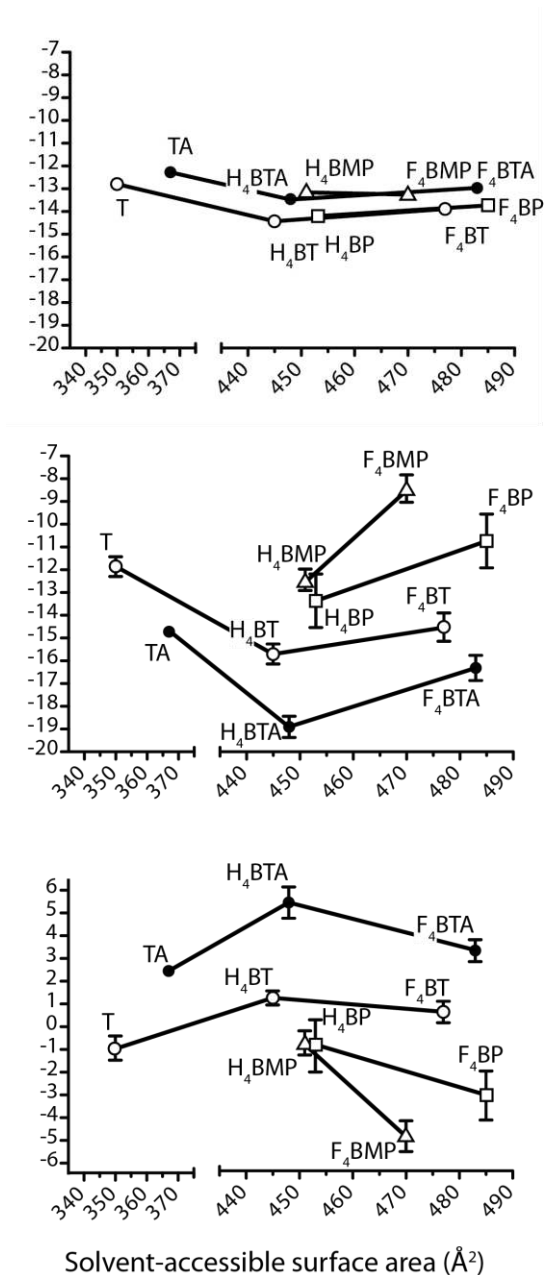 -7
-8
-9
-10
-11
-12
-13
-14
-15
-16
-17
-18
-19
-20
TA
T
H₄BTA
H₄BMP
F₄BMP
F₄BTA
H₄BT
H₄BP
F₄BT
F₄BP
340 350 360 370 440 450 460 470 480 490
-7
-8
-9
-10
-11
-12
-13
-14
-15
-16
-17
-18
-19
-20
F₄BMP
F₄BP
T
H₄BMP
H₄BP
F₄BT
H₄BT
TA
F₄BTA
H₄BTA
340 350 360 370 440 450 460 470 480 490
6
5
4
3
2
1
0
-1
-2
-3
-4
-5
-6
H₄BTA
TA
F₄BTA
H₄BT
F₄BT
T
H₄BP
H₄BMP
F₄BP
F₄BMP
340 350 360 370 440 450 460 470 480 490
Solvent-accessible surface area (Å²)